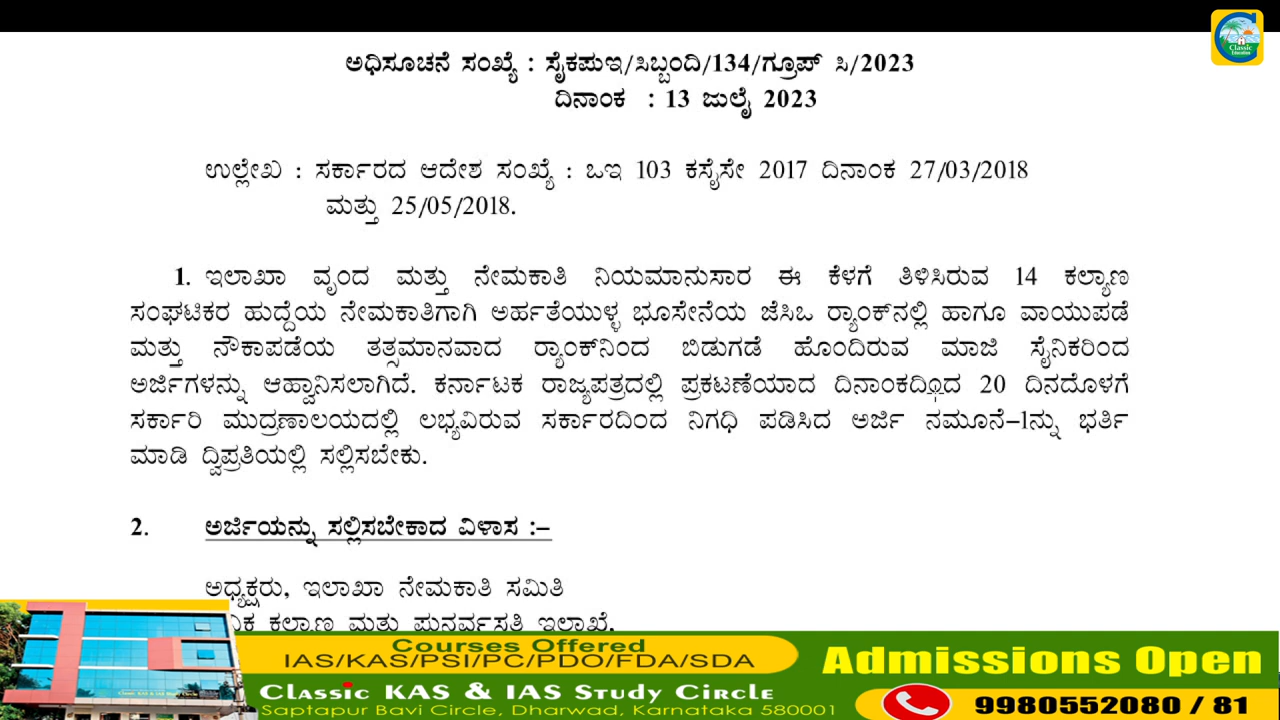 Classic
Education
ಅಧಿಸೂಚನೆ ಸಂಖ್ಯೆ : ಸೈಕಪುಇ/ಸಿಬ್ಬಂದಿ/134/ಗ್ರೂಪ್ ಸಿ/2023
ದಿನಾಂಕ : 13 ಜುಲೈ 2023
ಉಲ್ಲೇಖ : ಸರ್ಕಾರದ ಆದೇಶ ಸಂಖ್ಯೆ : ಒಇ 103 ಕಸೈಸೇ 2017 ದಿನಾಂಕ 27/03/2018
ಮತ್ತು 25/05/2018.
1. ಇಲಾಖಾ ವೃಂದ ಮತ್ತು ನೇಮಕಾತಿ ನಿಯಮಾನುಸಾರ ಈ ಕೆಳಗೆ ತಿಳಿಸಿರುವ 14 ಕಲ್ಯಾಣ
ಸಂಘಟಿಕರ ಹುದ್ದೆಯ ನೇಮಕಾತಿಗಾಗಿ ಅರ್ಹತೆಯುಳ್ಳ ಭೂಸೇನೆಯ ಜೆಸಿಒ ರ‍್ಯಾಂಕ್‌ನಲ್ಲಿ ಹಾಗೂ ವಾಯುಪಡೆ
ಮತ್ತು ನೌಕಾಪಡೆಯ ತತ್ಸಮಾನವಾದ ರ‍್ಯಾಂಕ್‌ನಿಂದ ಬಿಡುಗಡೆ ಹೊಂದಿರುವ ಮಾಜಿ ಸೈನಿಕರಿಂದ
ಅರ್ಜಿಗಳನ್ನು ಆಹ್ವಾನಿಸಲಾಗಿದೆ. ಕರ್ನಾಟಕ ರಾಜ್ಯಪತ್ರದಲ್ಲಿ ಪ್ರಕಟಣೆಯಾದ 20 ದಿನದೊಳಗೆ
ಸರ್ಕಾರಿ ಮುದ್ರಣಾಲಯದಲ್ಲಿ ಲಭ್ಯವಿರುವ ಸರ್ಕಾರದಿಂದ ನಿಗಧಿ ಪಡಿಸಿದ ಅರ್ಜಿ ನಮೂನೆ–1ನ್ನು ಭರ್ತಿ
ಮಾಡಿ ದ್ವಿಪ್ರತಿಯಲ್ಲಿ ಸಲ್ಲಿಸಬೇಕು.
2. ಅರ್ಜಿಯನ್ನು ಸಲ್ಲಿಸಬೇಕಾದ ವಿಳಾಸ :–
ಅಧ್ಯಕ್ಷರು, ಇಲಾಖಾ ನೇಮಕಾತಿ ಸಮಿತಿ
ಕಲ್ಯಾಣ ಮತ್ತು ಪುನರ್ವಸತಿ ಇಲಾಖೆ,
Courses Offered
IAS/KAS/PSI/PC/PDO/FDA/SDA
Classic KAS & IAS Study Circle
Saptapur Bavi Circle, Dharwad, Karnataka 580001
Admissions Open
9980552080 / 81